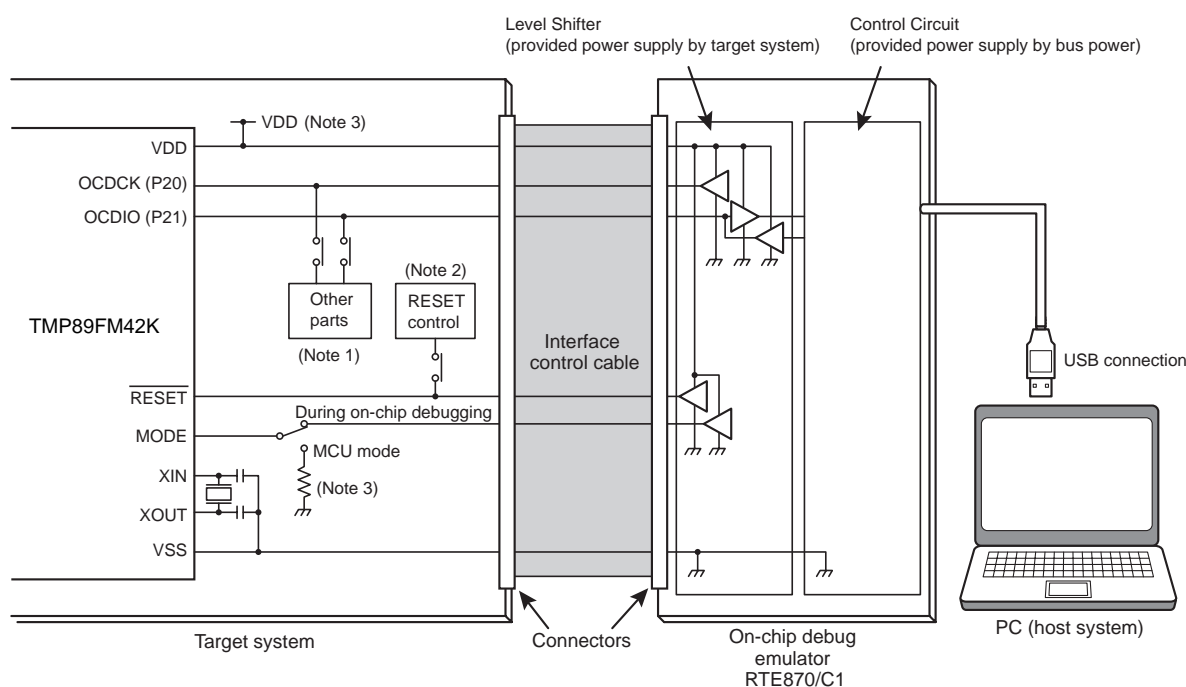 Level Shifter
(provided power supply by target system)
Control Circuit
(provided power supply by bus power)
VDD (Note 3)
VDD
OCDCK (P20)
OCDIO (P21)
(Note 2)
Other
parts
(Note 1)
RESET
control
TMP89FM42K
Interface
control cable
USB connection
RESET
During on-chip debugging
MODE
MCU mode
XIN
(Note 3)
XOUT
VSS
Target system
Connectors
On-chip debug
emulator
RTE870/C1
PC (host system)